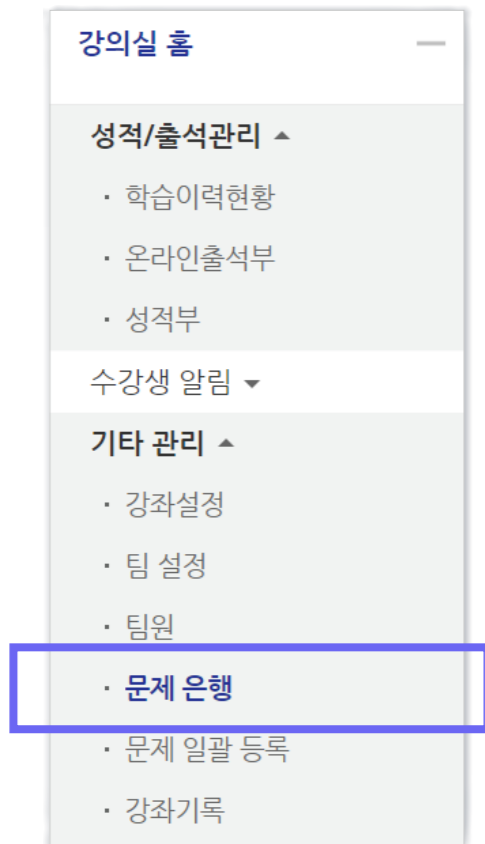 강의실 홈
성적/출석관리
· 학습이력현황
· 온라인출석부
· 성적부
수강생 알림
기타 관리
· 강좌설정
· 팀 설정
· 팀원
· 문제 은행
· 문제 일괄 등록
· 강좌기록